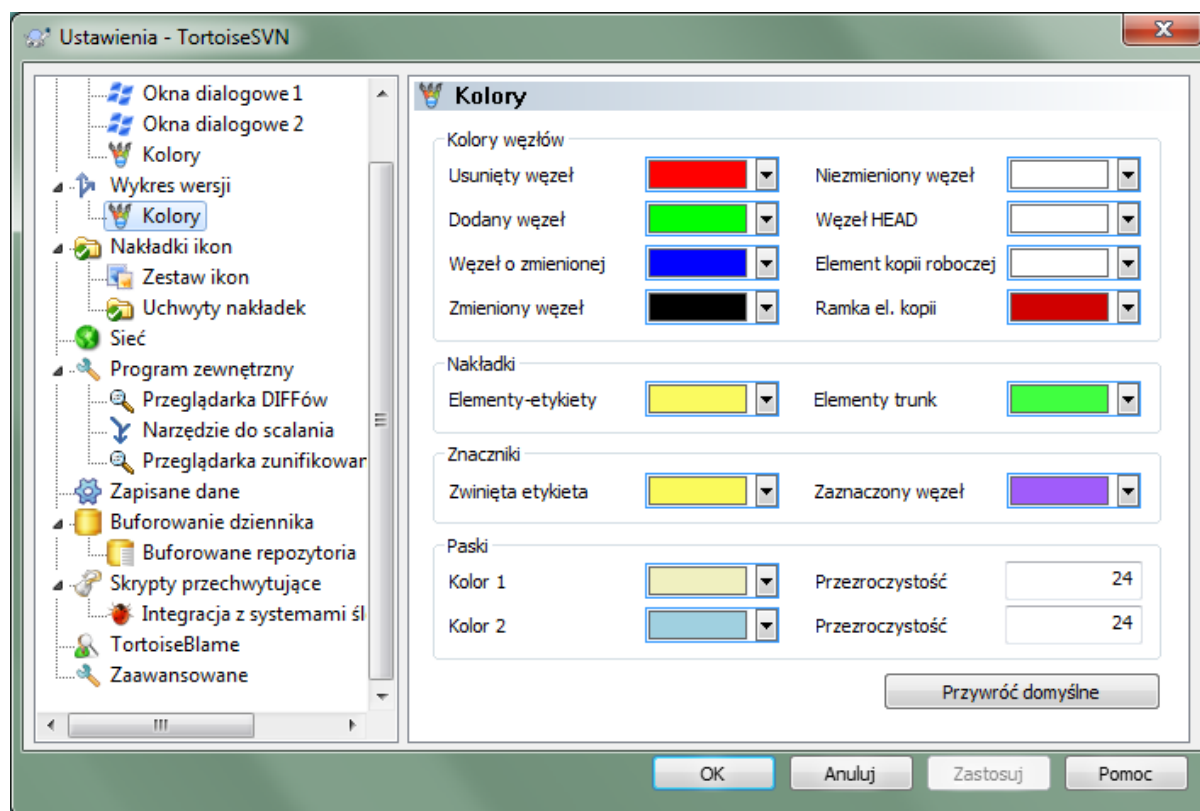 Ustawienia - TortoiseSVN
Okna dialogowe 1
Okna dialogowe 2
Kolory
Wykres wersji
Kolory
Nakładki ikon
Zestaw ikon
Uchwyty nakładek
Sieć
Program zewnętrzny
Przeglądarka DIFFów
Narzędzie do scalania
Przeglądarka zunifikowar
Zapisane dane
Buforowanie dziennika
Buforowane repozytoria
Skrypty przechwytujące
Integracja z systemami śl
TortoiseBlame
Zaawansowane
Kolory
Kolory węzłów
Usunięty węzeł
Niezmieniony węzeł
Dodany węzeł
Węzeł HEAD
Węzeł o zmienionej
Element kopii roboczej
Zmieniony węzeł
Ramka el. kopii
Nakładki
Elementy-etykiety
Elementy trunk
Znaczniki
Zwinięta etykieta
Zaznaczony węzeł
Paski
Kolor 1
Przezroczystość
24
Kolor 2
Przezroczystość
24
Przywróć domyślne
OK
Anuluj
Zastosuj
Pomoc